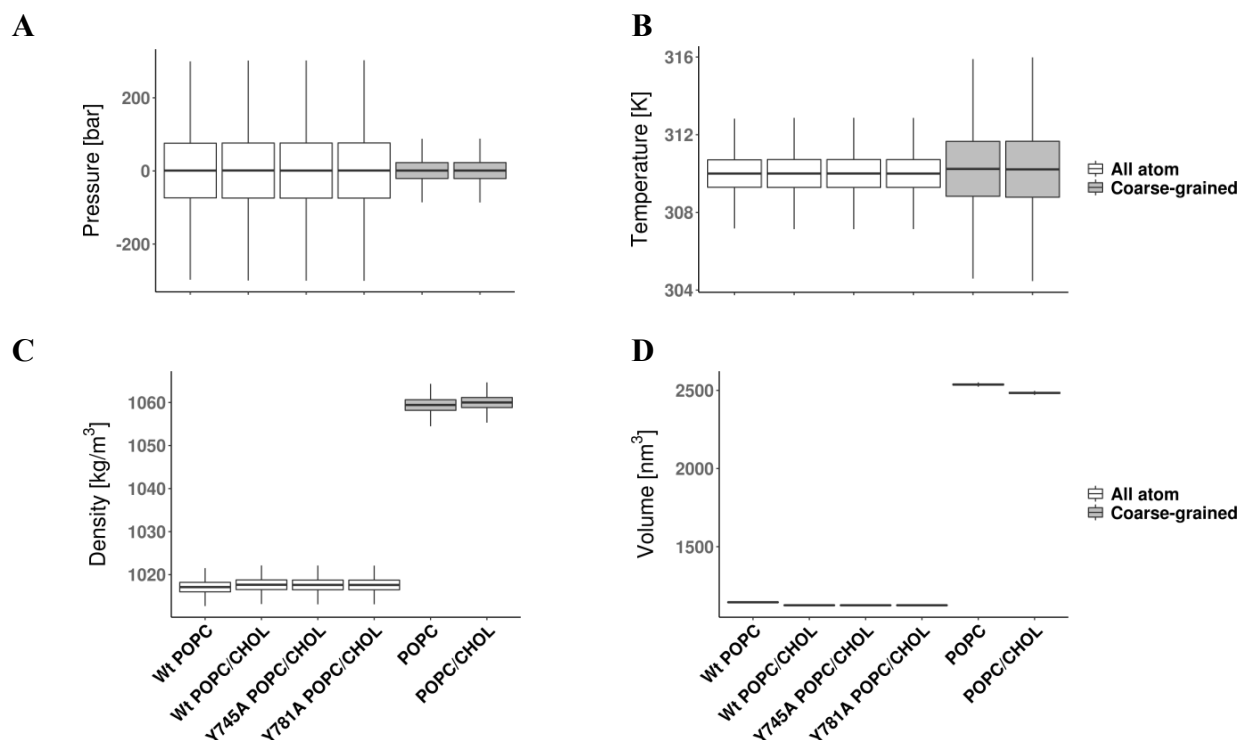 A
Pressure [bar]
200
0
-200
B
Temperature [K]
316
312
308
304
All atom
Coarse-grained
C
Density [kg/m³]
1060
1050
1040
1030
1020
Wt POPC
Wt POPC/CHOL
Y745A POPC/CHOL
Y781A POPC/CHOL
POPC
POPC/CHOL
D
Volume [nm³]
2500
2000
1500
Wt POPC
Wt POPC/CHOL
Y745A POPC/CHOL
Y781A POPC/CHOL
POPC
POPC/CHOL
All atom
Coarse-grained